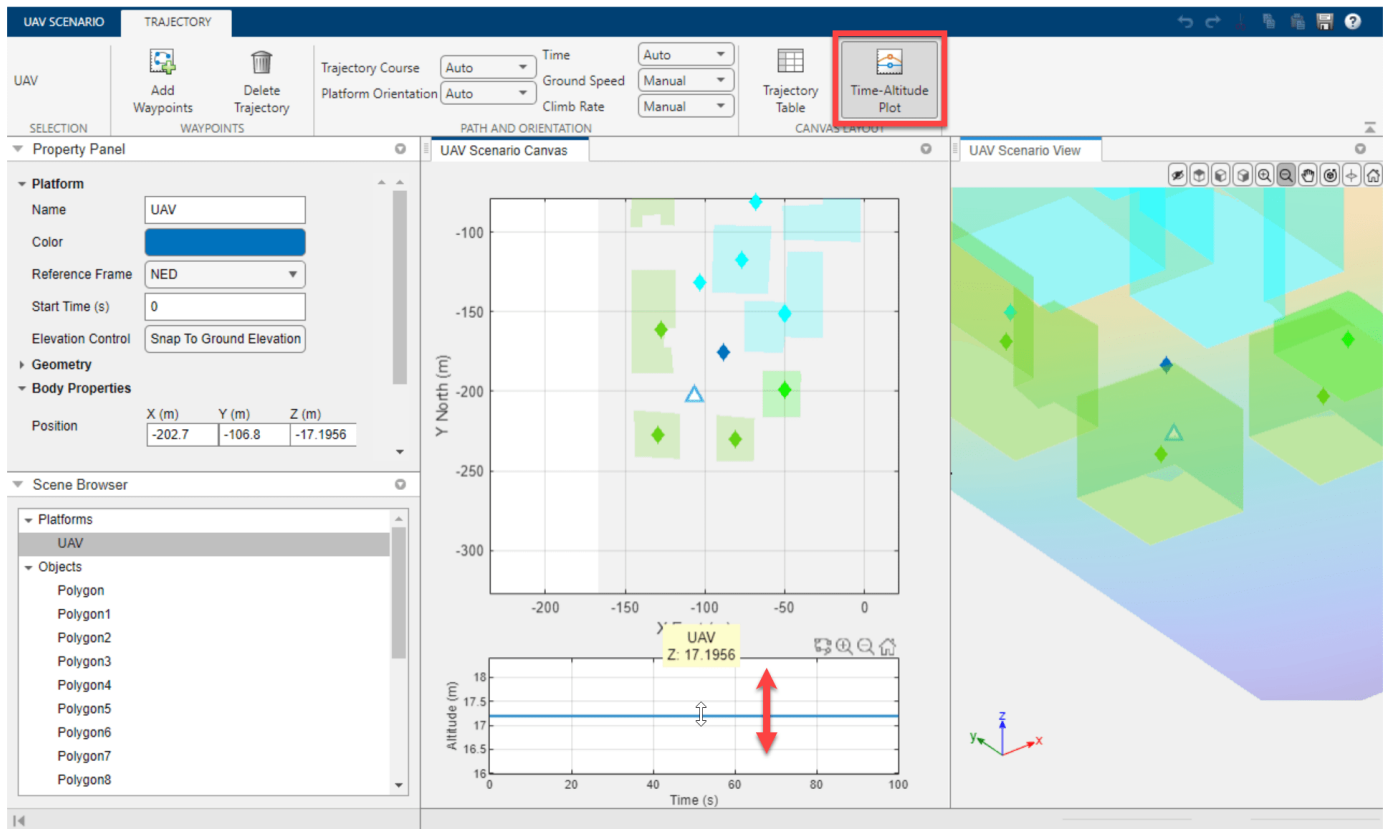 UAV SCENARIO
TRAJECTORY
UAV
Add
Waypoints
Delete
Trajectory
Trajectory Course
Auto
Platform Orientation
Auto
Time
Auto
Ground Speed
Manual
Climb Rate
Manual
Trajectory
Table
Time-Altitude
Plot
SELECTION
WAYPOINTS
PATH AND ORIENTATION
CANVAS LAYOUT
Property Panel
Platform
Name
UAV
Color
Reference Frame
NED
Start Time (s)
0
Elevation Control
Snap To Ground Elevation
Geometry
Body Properties
X (m) Y (m) Z (m)
Position
-202.7 -106.8 -17.1956
Scene Browser
Platforms
UAV
Objects
Polygon
Polygon1
Polygon2
Polygon3
Polygon4
Polygon5
Polygon6
Polygon7
Polygon8
UAV Scenario Canvas
-100
-150
-200
-250
-300
Y North (m)
-200 -150 -100 -50 0
UAV
Z: 17.1956
18
17.5
17
16.5
16
Altitude (m)
0 20 40 60 80 100
Time (s)
UAV Scenario View
z
y
x